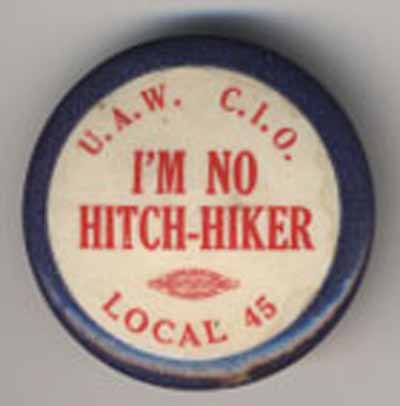 U.A.W. C.I.O.
I'M NO
HITCH-HIKER
LOCAL 45